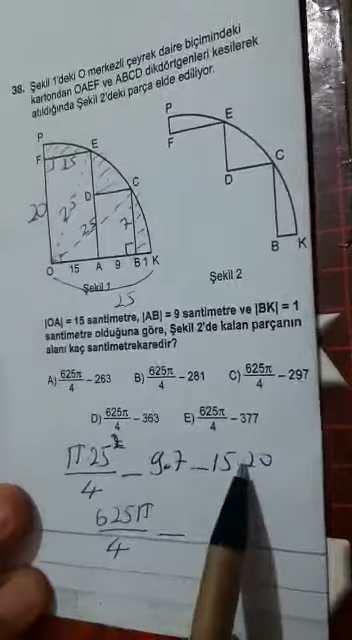 38. Şekil 1'deki O merkezli çeyrek daire biçimindeki
kartondan OAEF ve ABCD dikdörtgenleri kesilerek
atıldığında Şekil 2'deki parça elde ediliyor.
P
E
F
15
D
C
20
25
25
7
O 15 A 9 B 1 K
Şekil 1
25
P
E
F
D
C
B K
Şekil 2
|OA| = 15 santimetre, |AB| = 9 santimetre ve |BK| = 1
santimetre olduğuna göre, Şekil 2'de kalan parçanın
alanı kaç santimetrekaredir?
A) 625π/4 – 263 B) 625π/4 – 281 C) 625π/4 – 297
D) 625π/4 – 363 E) 625π/4 – 377
π25²/4 – 9.7 – 15.20
625π/4 –